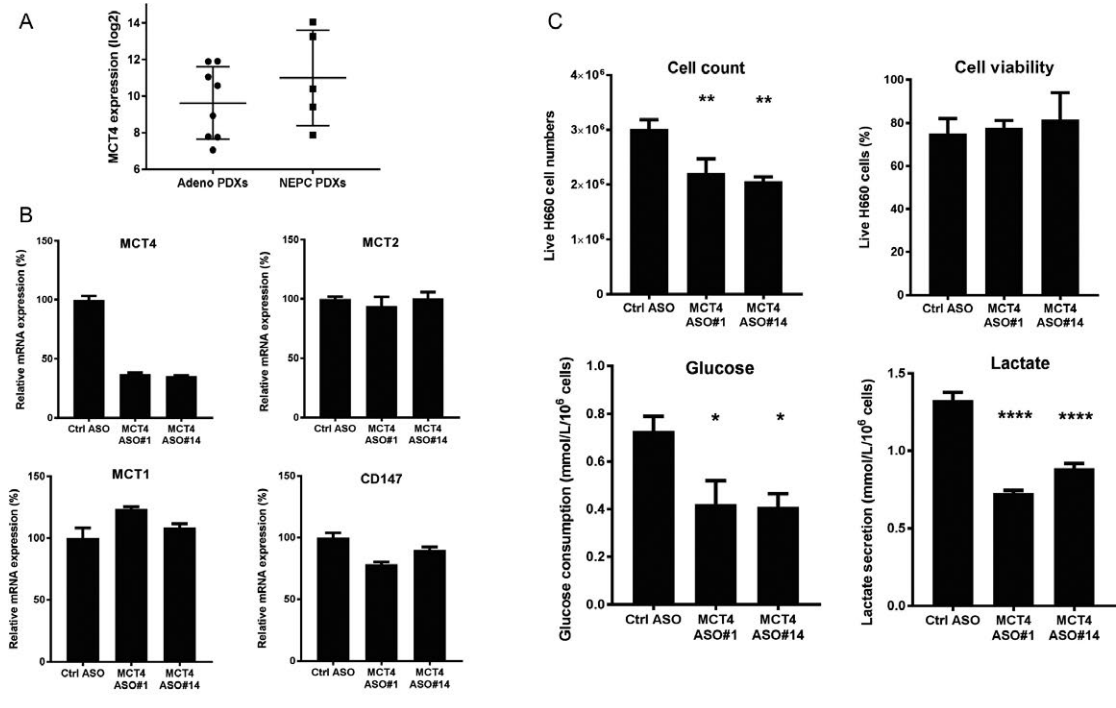 A
MCT4 expression (log2)
14
12
10
8
6
Adeno PDXs
NEPC PDXs
B
MCT4
Relative mRNA expression (%)
150
100
50
0
Ctrl ASO
MCT4
ASO#1
MCT4
ASO#14
MCT2
Relative mRNA expression (%)
150
100
50
0
Ctrl ASO
MCT4
ASO#1
MCT4
ASO#14
MCT1
Relative mRNA expression (%)
150
100
50
0
Ctrl ASO
MCT4
ASO#1
MCT4
ASO#14
CD147
Relative mRNA expression (%)
150
100
50
0
Ctrl ASO
MCT4
ASO#1
MCT4
ASO#14
C
Cell count
Live H660 cell numbers
4×10⁶
3×10⁶
2×10⁶
1×10⁶
0
**
**
Ctrl ASO
MCT4
ASO#1
MCT4
ASO#14
Cell viability
Live H660 cells (%)
100
80
60
40
20
0
Ctrl ASO
MCT4
ASO#1
MCT4
ASO#14
Glucose
Glucose consumption (mmol/L/10⁶ cells)
0.8
0.6
0.4
0.2
0.0
*
*
Ctrl ASO
MCT4
ASO#1
MCT4
ASO#14
Lactate
Lactate secretion (mmol/L/10⁶ cells)
1.5
1.0
0.5
0.0
****
****
Ctrl ASO
MCT4
ASO#1
MCT4
ASO#14